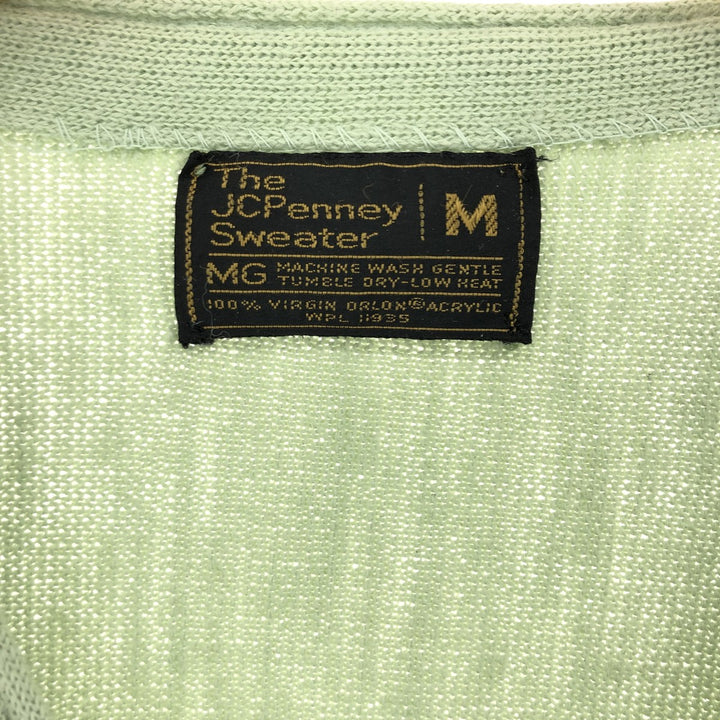 The
JCPenney
Sweater
M
MG MACHINE WASH GENTLE
TUMBLE DRY-LOW HEAT
100% VIRGIN ORLON® ACRYLIC
WPL 11935